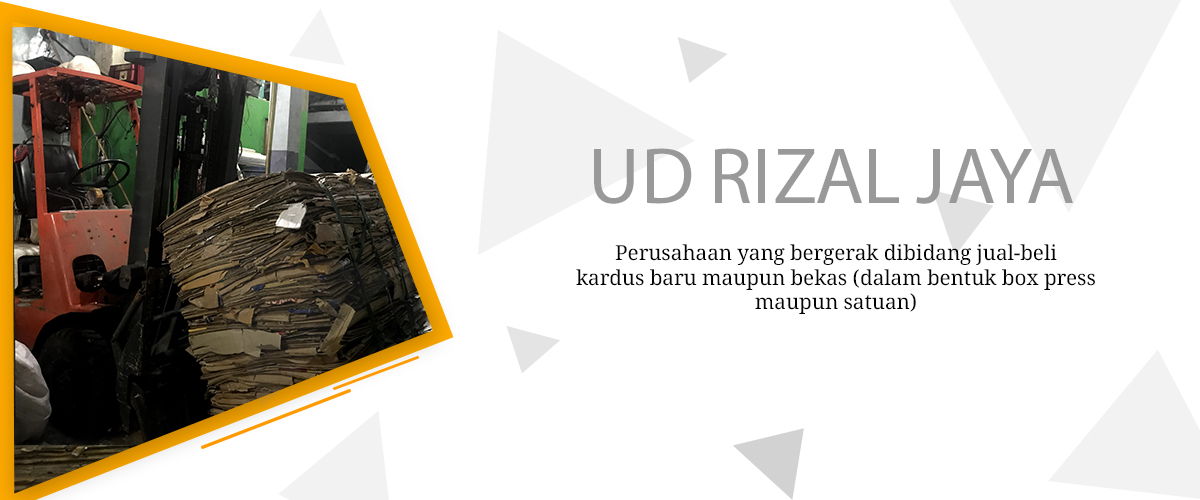 UD RIZAL JAYA
Perusahaan yang bergerak dibidang jual-beli
kardus baru maupun bekas (dalam bentuk box press
maupun satuan)